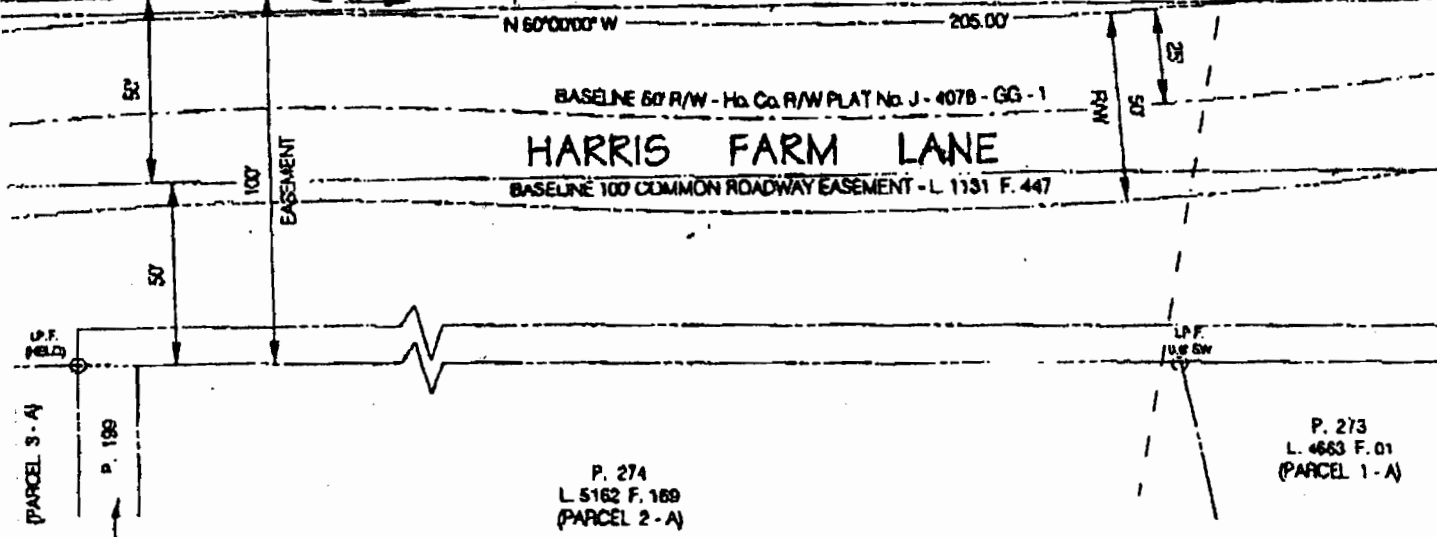 N 60°00'00" W 205.00'
50'
25'
BASELINE 50' R/W - Ho. Co. R/W PLAT No. J - 4078 - GG - 1
50'
R/W
HARRIS FARM LANE
BASELINE 100' COMMON ROADWAY EASEMENT - L. 1131 F. 447
100'
EASEMENT
50'
I.P.F.
(HELD)
I.P.F.
(PARCEL 3 - A)
P. 199
P. 274
L. 5162 F. 169
(PARCEL 2 - A)
P. 273
L. 4663 F. 01
(PARCEL 1 - A)